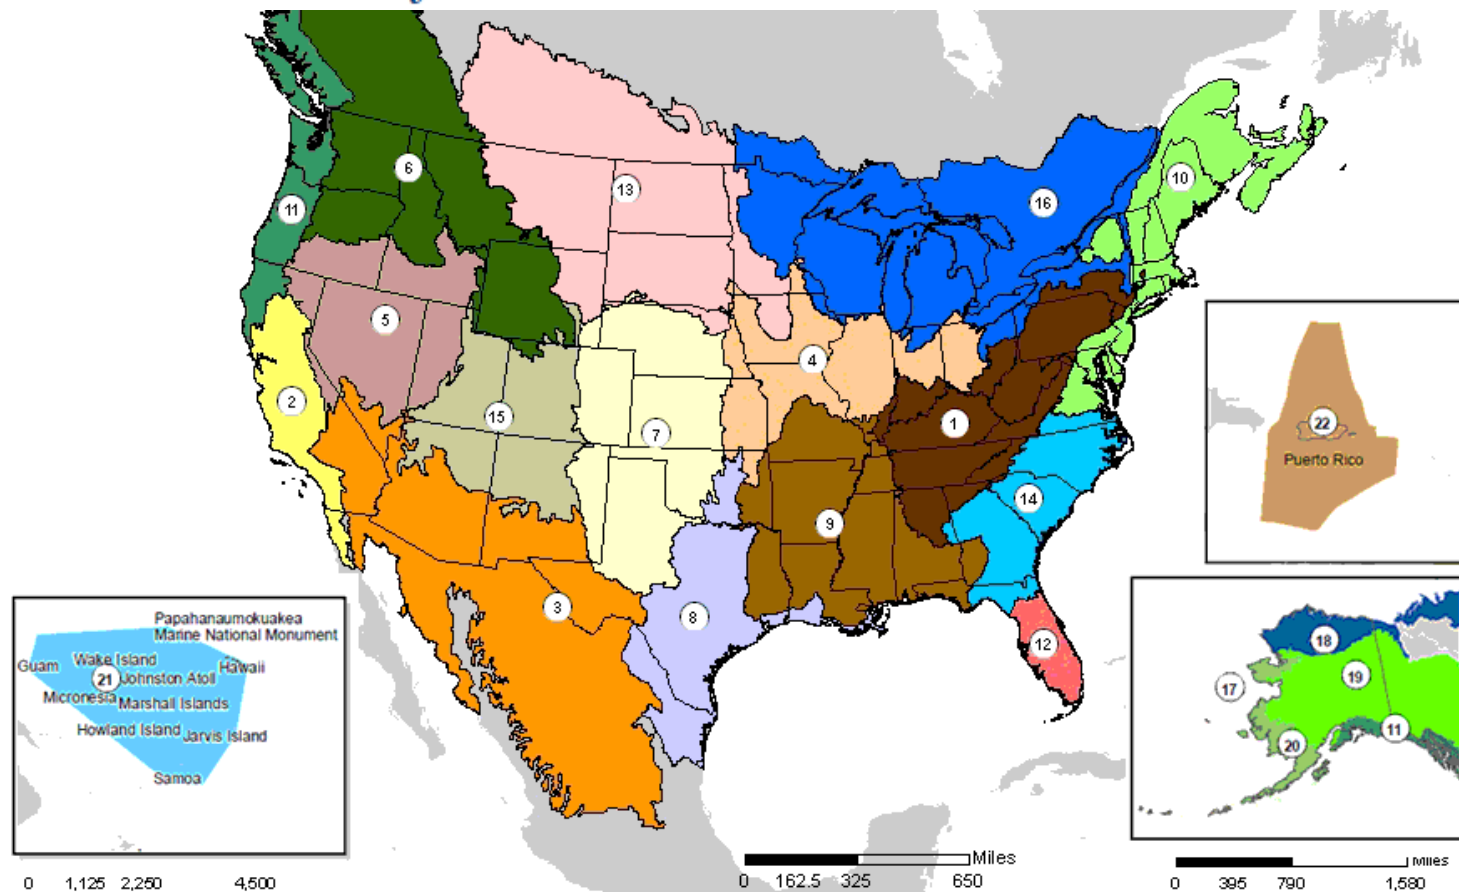 6
13
11
16
10
5
4
2
15
7
1
22
Puerto Rico
14
9
3
8
12
Papahanaumokuakea
Marine National Monument
Guam
Wake Island
Hawaii
21
Johnston Atoll
Micronesia
Marshall Islands
Howland Island
Jarvis Island
Samoa
18
19
17
20
11
0 1,125 2,250 4,500
Miles
0 162.5 325 650
Miles
0 395 790 1,580